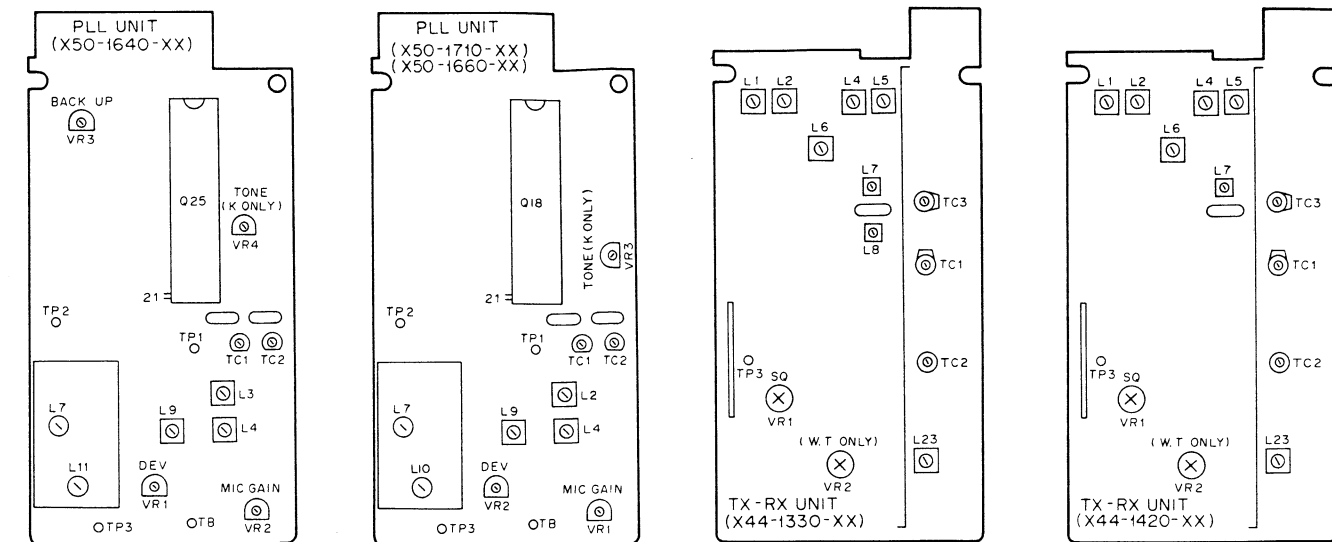 PLL UNIT
(X50-1640-XX)
BACK UP
VR3
Q25
TONE
(K ONLY)
VR4
21
TP2
TP1
TC1 TC2
L3
L7
L9
L4
L11
DEV
VR1
MIC GAIN
VR2
TP3
TB
PLL UNIT
(X50-1710-XX)
(X50-1660-XX)
Q18
TONE(K ONLY)
VR3
21
TP2
TP1
TC1 TC2
L2
L7
L9
L4
L10
DEV
VR2
MIC GAIN
VR1
TP3
TB
L1 L2 L4 L5
L6
L7
L8
TC3
TC1
TP3
SQ
VR1
TC2
(W.T ONLY)
VR2
L23
TX-RX UNIT
(X44-1330-XX)
L1 L2 L4 L5
L6
L7
TC3
TC1
TP3
SQ
VR1
TC2
(W.T ONLY)
VR2
L23
TX-RX UNIT
(X44-1420-XX)